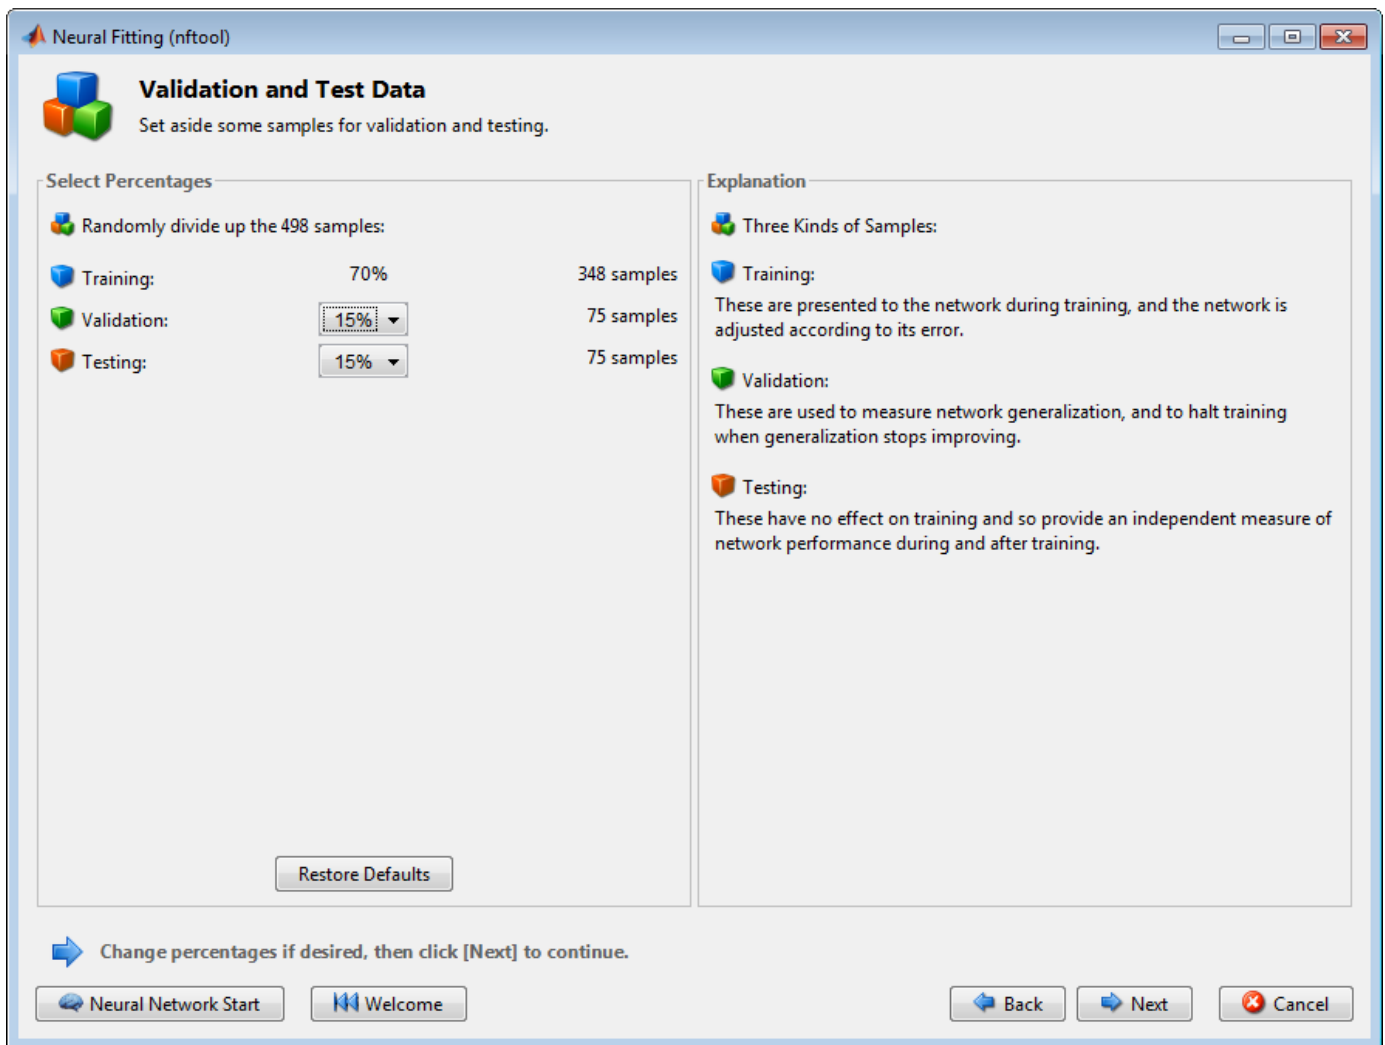 Neural Fitting (nftool)
Validation and Test Data
Set aside some samples for validation and testing.
Select Percentages
Randomly divide up the 498 samples:
Training: 70% 348 samples
Validation: 15% 75 samples
Testing: 15% 75 samples
Restore Defaults
Explanation
Three Kinds of Samples:
Training:
These are presented to the network during training, and the network is
adjusted according to its error.
Validation:
These are used to measure network generalization, and to halt training
when generalization stops improving.
Testing:
These have no effect on training and so provide an independent measure of
network performance during and after training.
Change percentages if desired, then click [Next] to continue.
Neural Network Start Welcome Back Next Cancel